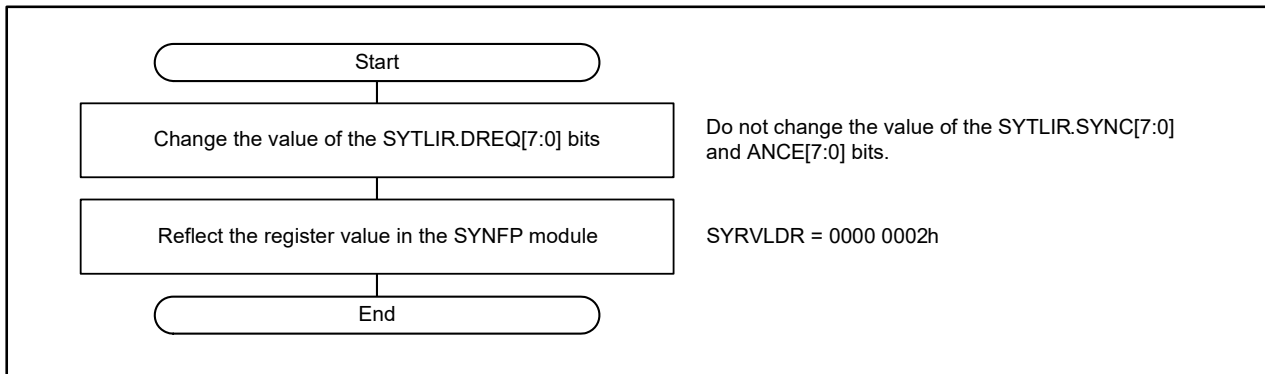 Start
Change the value of the SYTLIR.DREQ[7:0] bits
Do not change the value of the SYTLIR.SYNC[7:0]
and ANCE[7:0] bits.
Reflect the register value in the SYNFP module
SYRVLDR = 0000 0002h
End